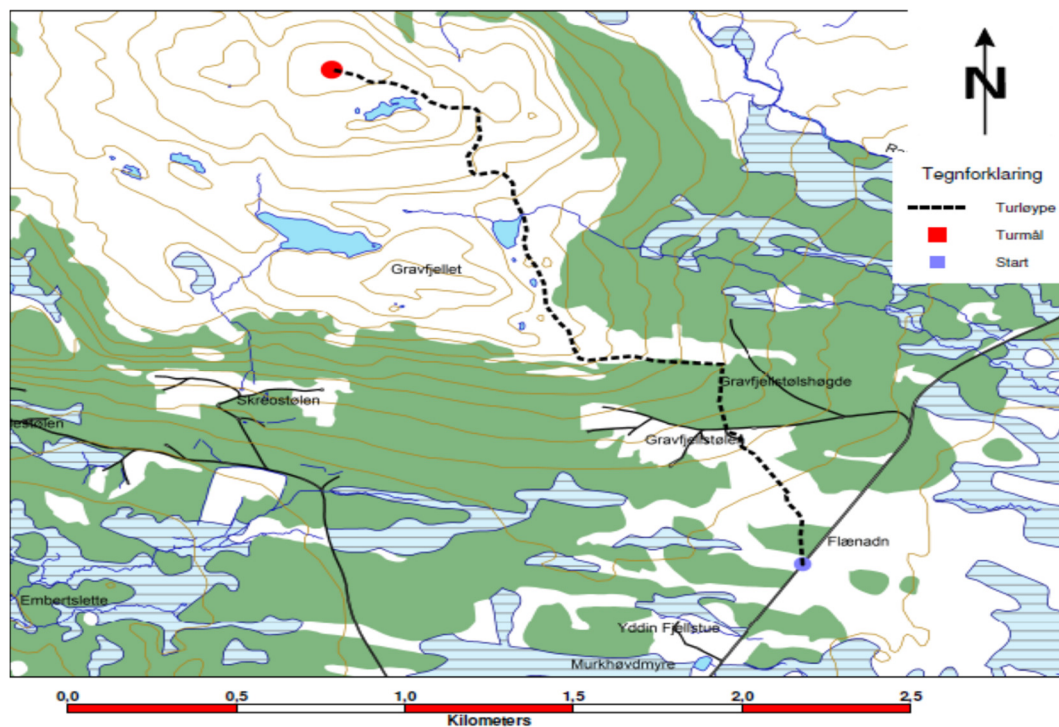 N
Tegnforklaring
Turløype
Turmål
Start
Gravfjellet
Gravfjellstølshøgde
Skreostølen
Gravfjellstølen
Flænadn
Embertslette
Yddin Fjellstue
Murkhøvdmyre
0,0 0,5 1,0 1,5 2,0 2,5
Kilometers